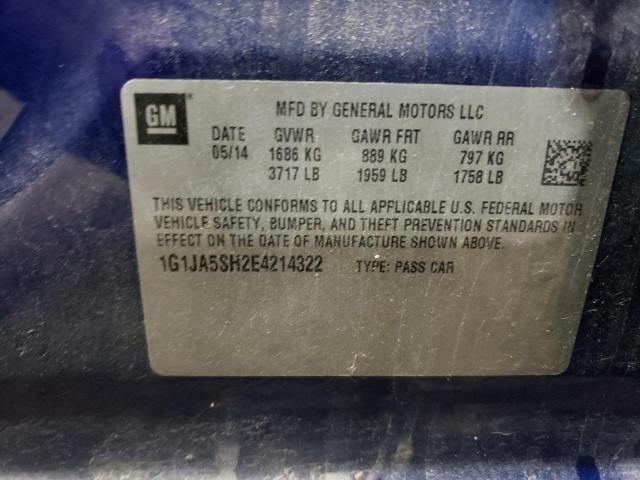 GM
MFD BY GENERAL MOTORS LLC
DATE GVWR GAWR FRT GAWR RR
05/14 1686 KG 889 KG 797 KG
3717 LB 1959 LB 1758 LB
THIS VEHICLE CONFORMS TO ALL APPLICABLE U.S. FEDERAL MOTOR
VEHICLE SAFETY, BUMPER, AND THEFT PREVENTION STANDARDS IN
EFFECT ON THE DATE OF MANUFACTURE SHOWN ABOVE.
1G1JA5SH2E4214322 TYPE: PASS CAR